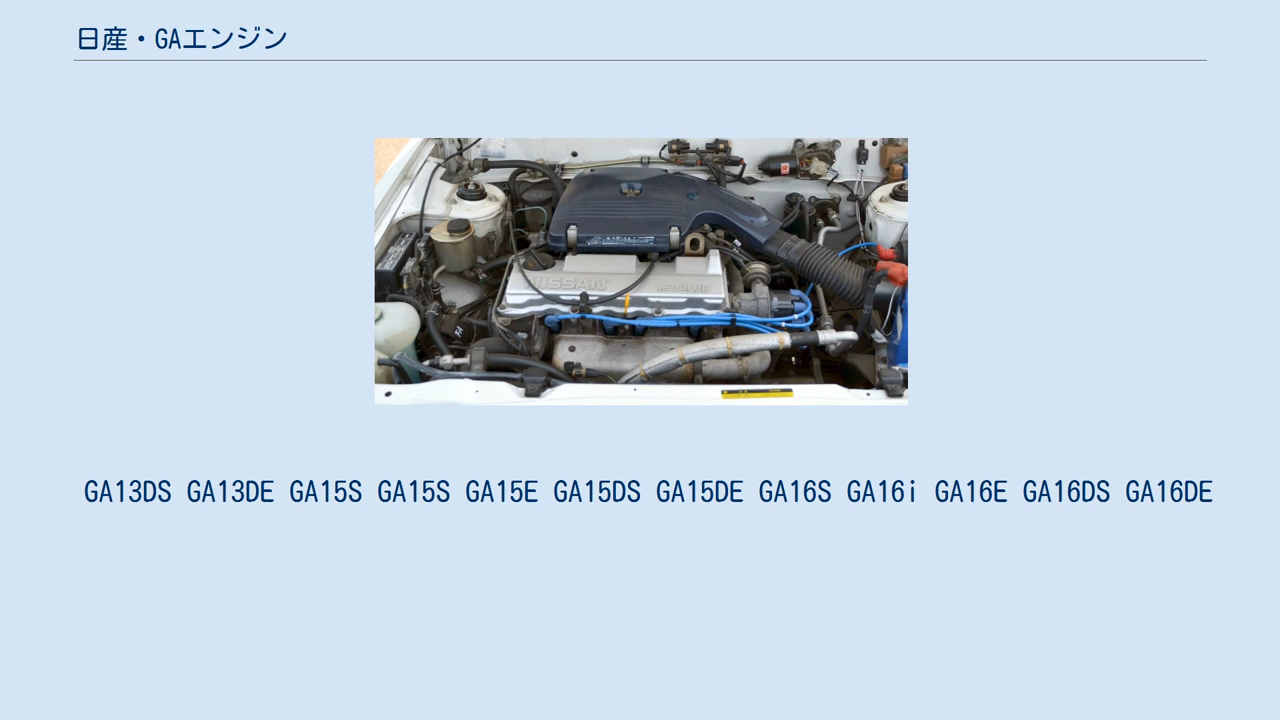 日産・GAエンジン
NISSAN
GA13DS GA13DE GA15S GA15S GA15E GA15DS GA15DE GA16S GA16i GA16E GA16DS GA16DE